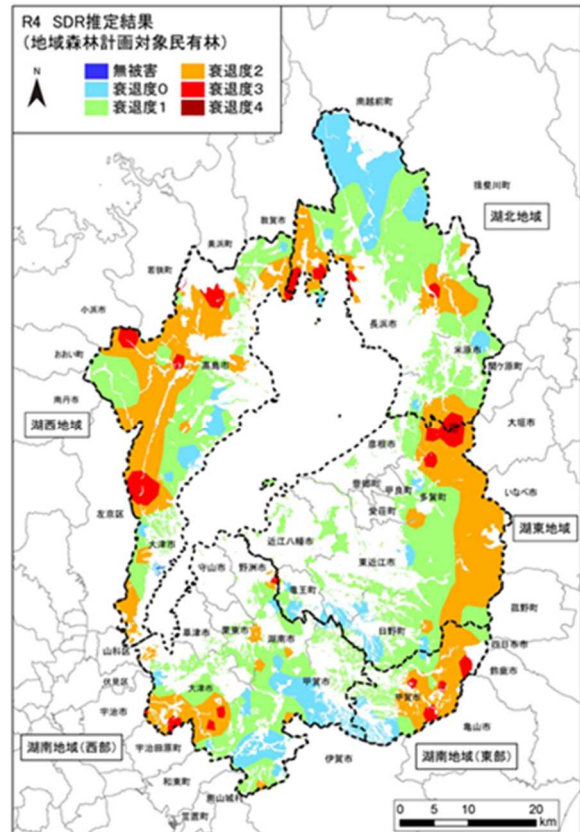 R4 SDR推定結果
(地域森林計画対象民有林)
N
無被害
衰退度0
衰退度1
衰退度2
衰退度3
衰退度4
南越前町
揖斐川町
湖北地域
敦賀市
美浜町
若狭町
小浜市
長浜市
おおい町
高島市
米原市
関ケ原町
南丹市
大垣市
湖西地域
彦根市
甲良町
多賀町
いなべ市
左京区
愛荘町
湖東地域
大津市
近江八幡市
東近江市
守山市
野洲市
竜王町
菰野町
日野町
草津市
栗東市
湖南市
四日市市
山科区
鈴鹿市
伏見区
大津市
甲賀市
甲賀市
宇治市
亀山市
湖南地域(西部)
宇治田原町
伊賀市
湖南地域(東部)
和束町
南山城村
笠置町
0 5 10 20
km